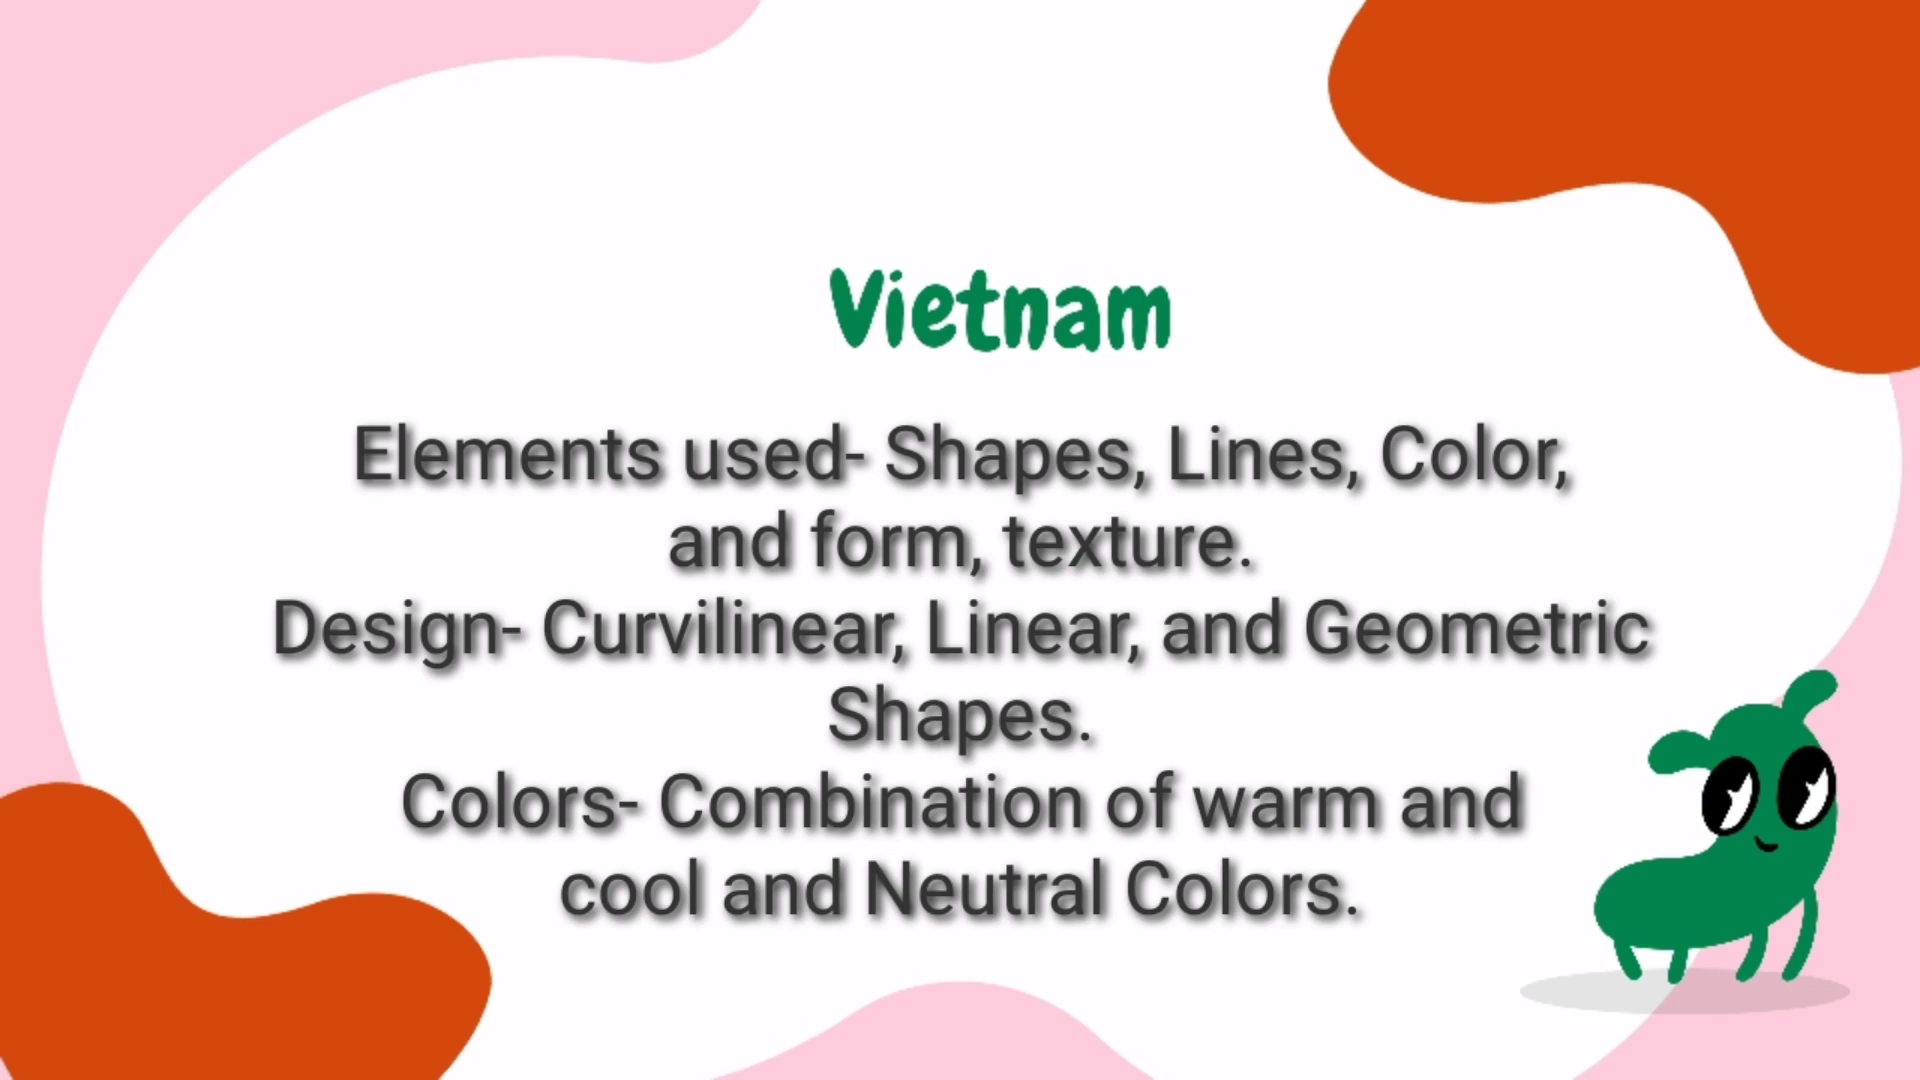 Vietnam
Elements used- Shapes, Lines, Color,
and form, texture.
Design- Curvilinear, Linear, and Geometric
Shapes.
Colors- Combination of warm and
cool and Neutral Colors.